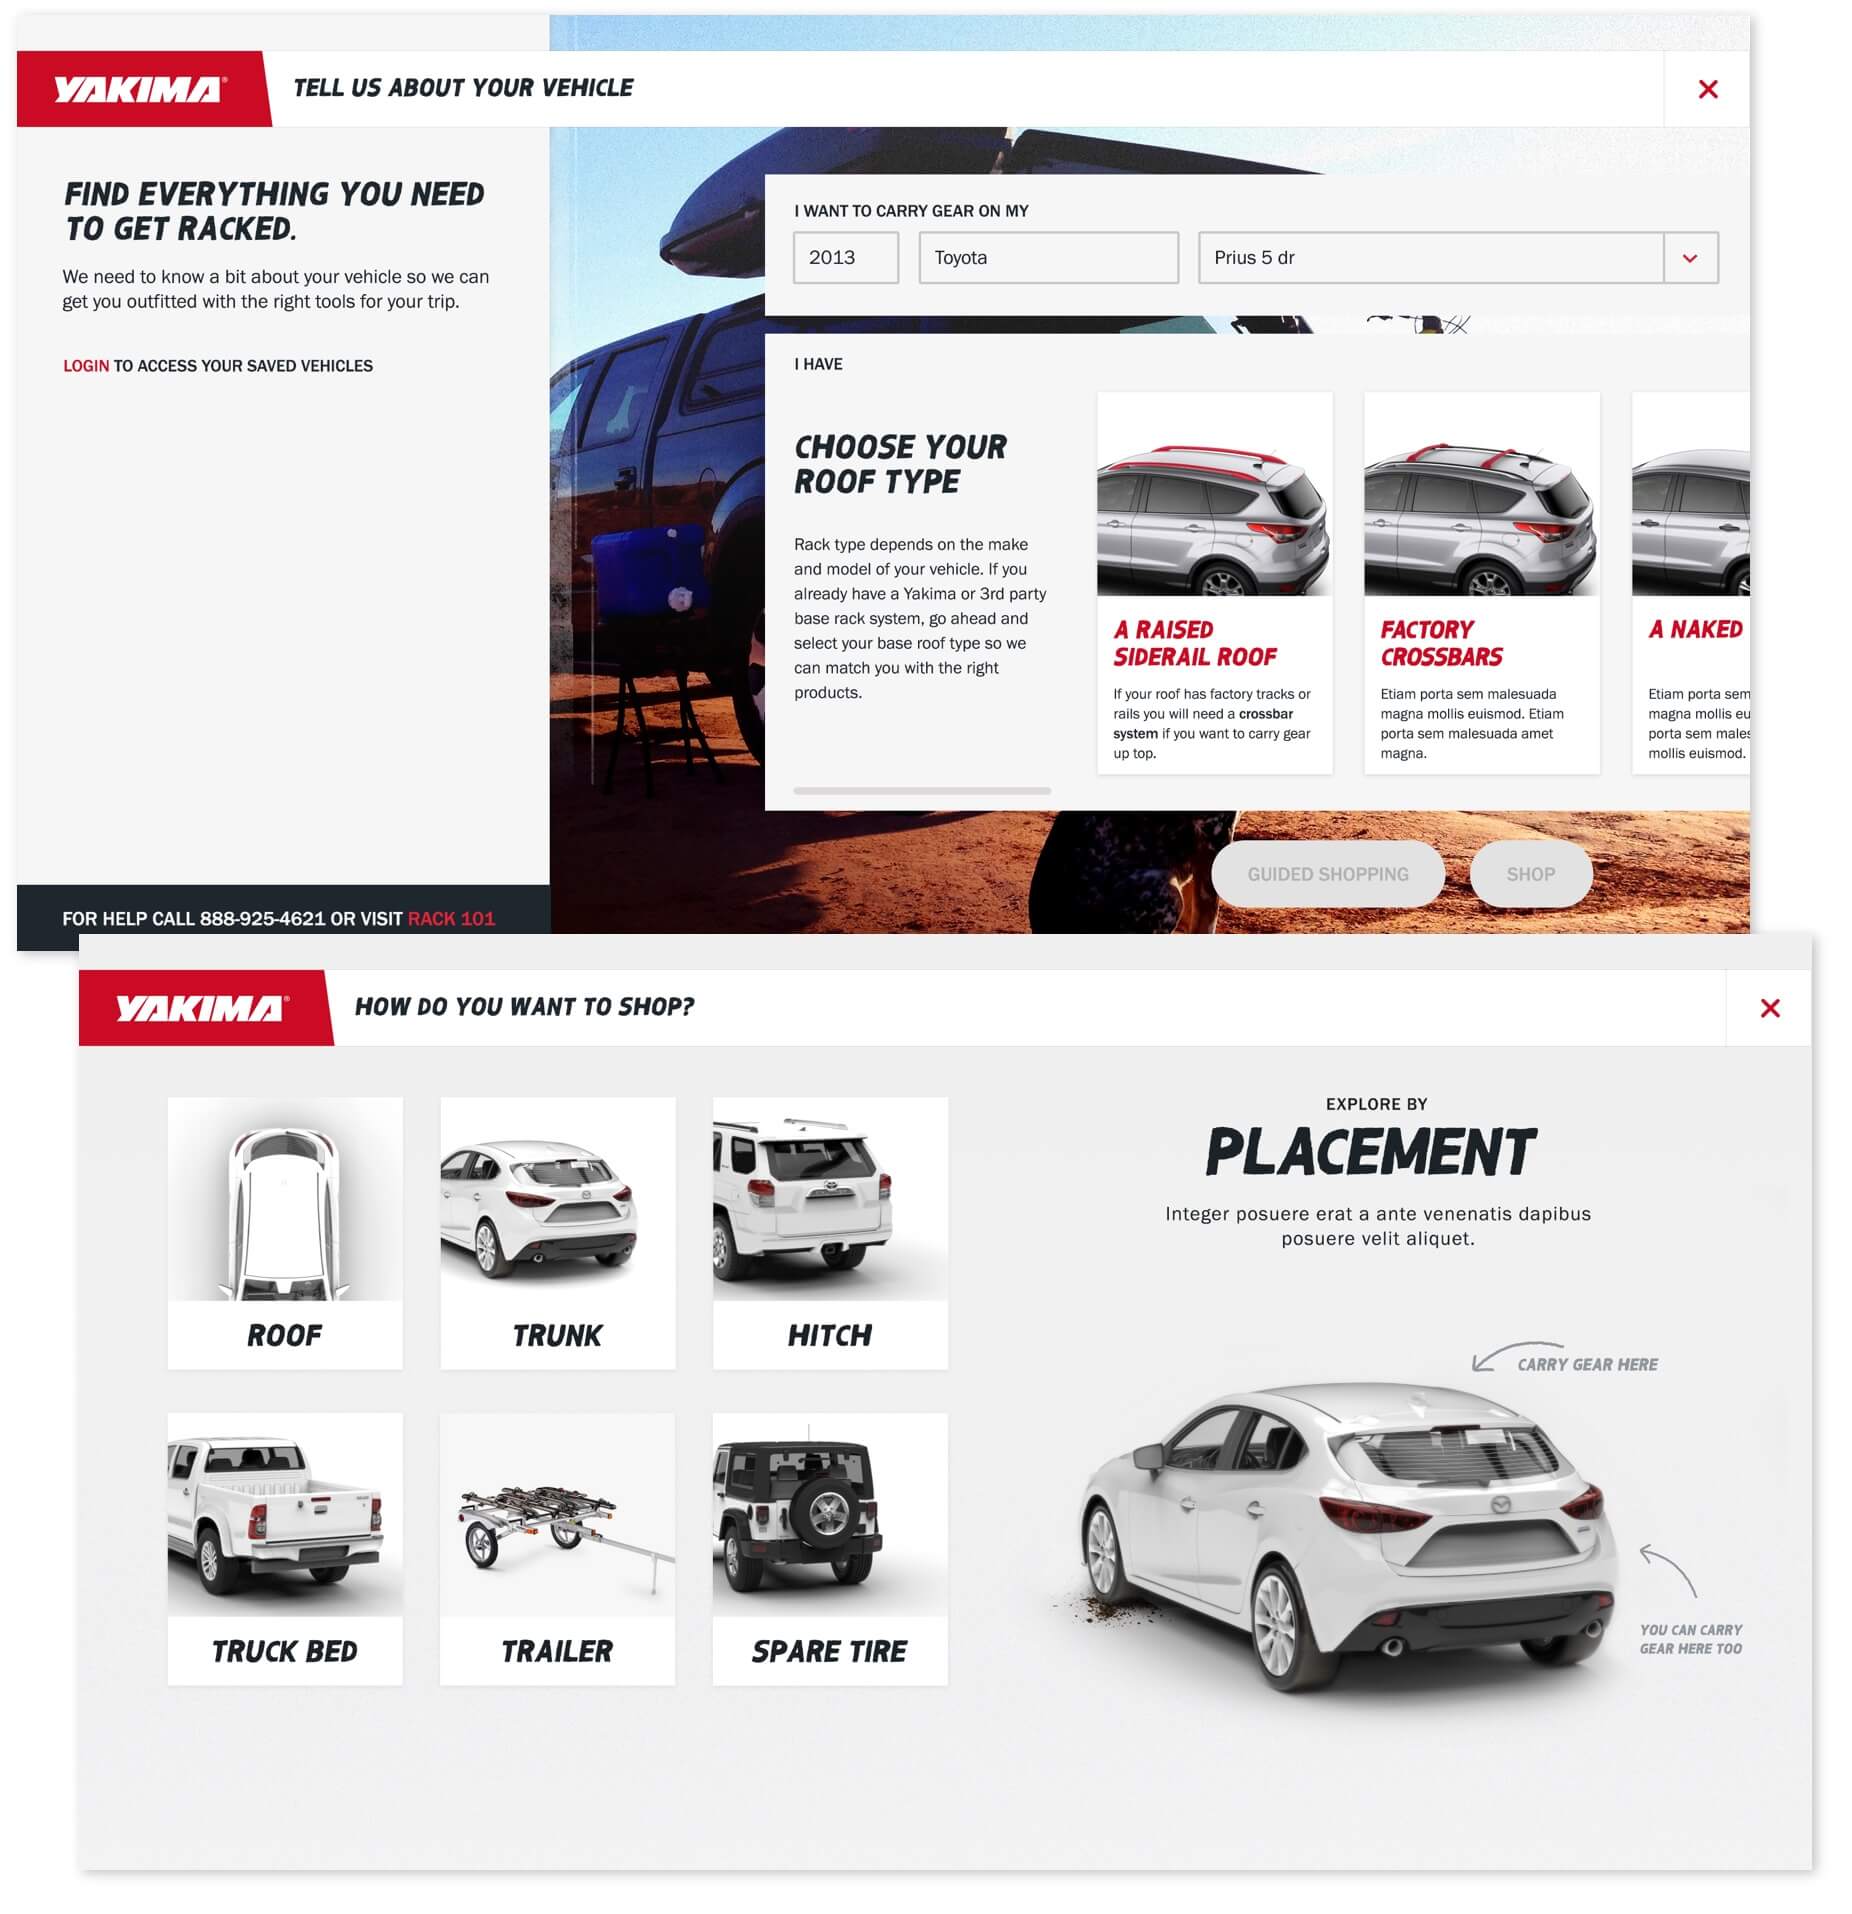 YAKIMA®
TELL US ABOUT YOUR VEHICLE
FIND EVERYTHING YOU NEED
TO GET RACKED.
We need to know a bit about your vehicle so we can
get you outfitted with the right tools for your trip.
LOGIN TO ACCESS YOUR SAVED VEHICLES
FOR HELP CALL 888-925-4621 OR VISIT RACK 101
I WANT TO CARRY GEAR ON MY
2013
Toyota
Prius 5 dr
I HAVE
CHOOSE YOUR
ROOF TYPE
Rack type depends on the make
and model of your vehicle. If you
already have a Yakima or 3rd party
base rack system, go ahead and
select your base roof type so we
can match you with the right
products.
A RAISED
SIDERAIL ROOF
If your roof has factory tracks or
rails you will need a crossbar
system if you want to carry gear
up top.
FACTORY
CROSSBARS
Etiam porta sem malesuada
magna mollis euismod. Etiam
porta sem malesuada amet
magna.
A NAKED
Etiam porta sem
magna mollis eu
porta sem males
mollis euismod.
GUIDED SHOPPING
SHOP
YAKIMA®
HOW DO YOU WANT TO SHOP?
ROOF
TRUNK
HITCH
TRUCK BED
TRAILER
SPARE TIRE
EXPLORE BY
PLACEMENT
Integer posuere erat a ante venenatis dapibus
posuere velit aliquet.
CARRY GEAR HERE
YOU CAN CARRY
GEAR HERE TOO